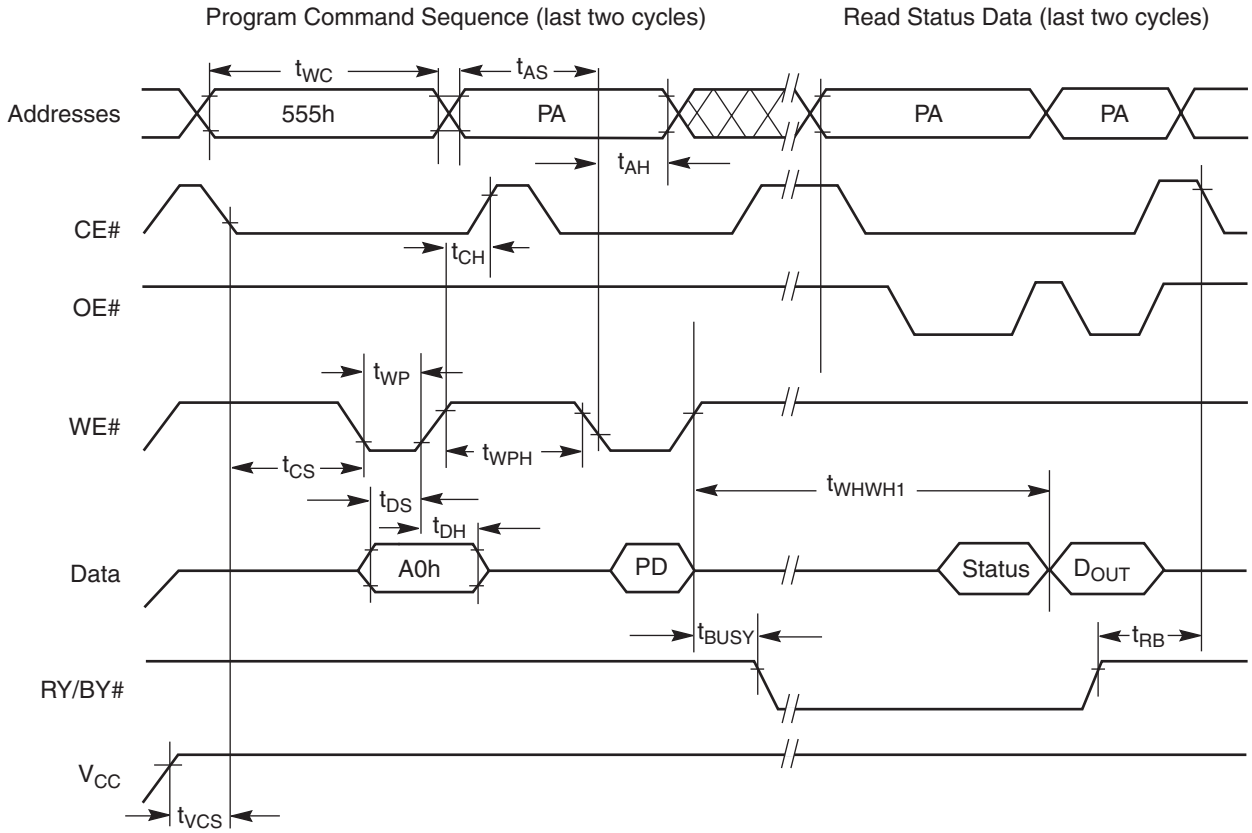 Program Command Sequence (last two cycles)
Read Status Data (last two cycles)
tWC
tAS
Addresses
555h
PA
PA
PA
tAH
CE#
tCH
OE#
tWP
WE#
tWPH
tCS
tWHWH1
tDS
tDH
Data
A0h
PD
Status
DOUT
tBUSY
tRB
RY/BY#
VCC
tVCS